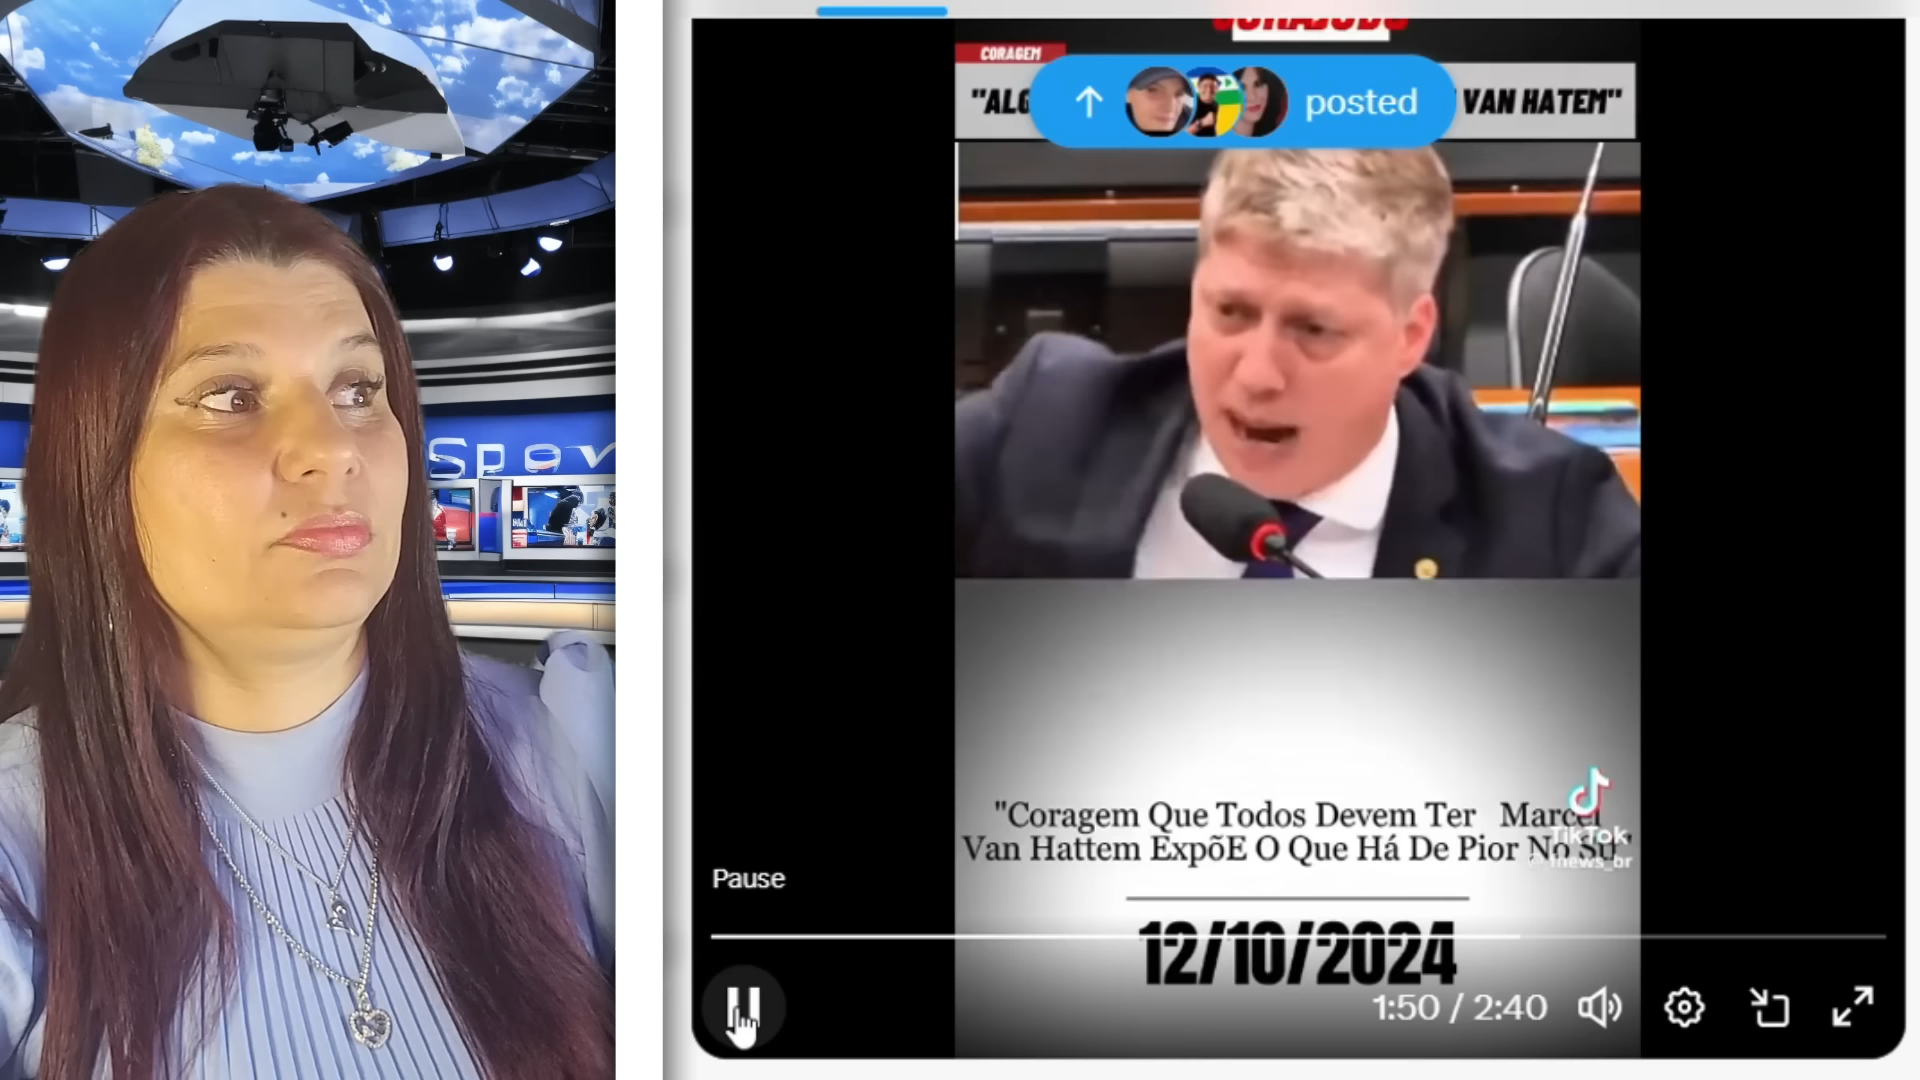 CORAGEM
"ALG
posted
VAN HATEM"
Spo
"Coragem Que Todos Devem Ter Marcel
Van Hattem ExpõE O Que Há De Pior No
TikTok
Pause
12/10/2024
1:50 / 2:40